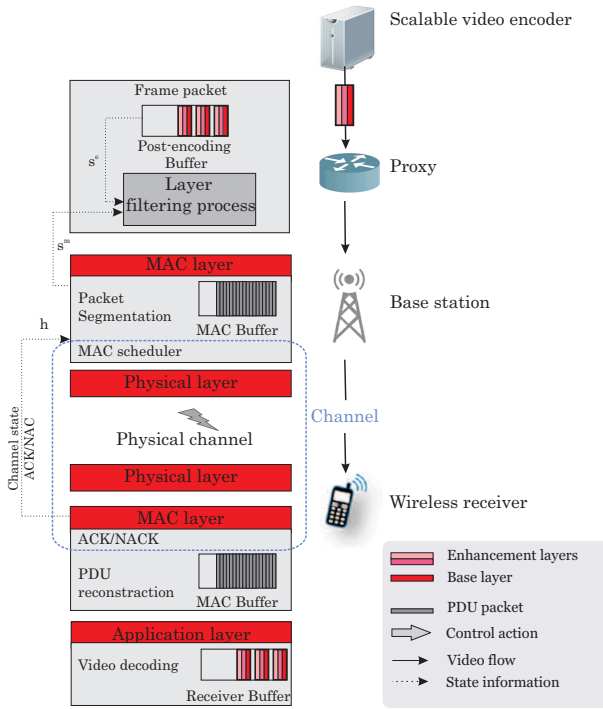 Scalable video encoder
Frame packet
Post-encoding
Buffer
Layer
filtering process
s^e
s^m
Proxy
MAC layer
Packet
Segmentation
MAC Buffer
MAC scheduler
h
Base station
Physical layer
Channel
Physical channel
Channel state
ACK/NAC
Physical layer
Wireless receiver
MAC layer
ACK/NACK
PDU
reconstraction
MAC Buffer
Application layer
Video decoding
Receiver Buffer
Enhancement layers
Base layer
PDU packet
Control action
Video flow
State information